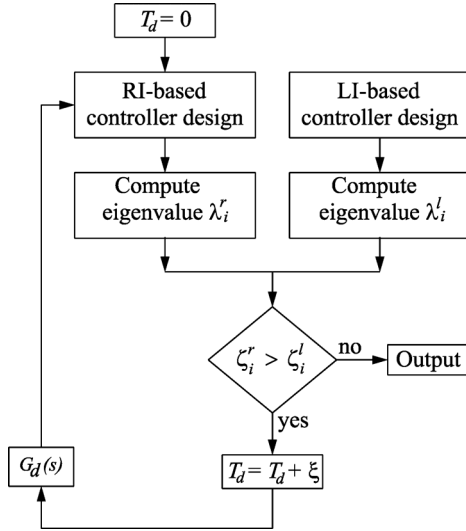 T_d = 0
RI-based
controller design
LI-based
controller design
Compute
eigenvalue λ_i^r
Compute
eigenvalue λ_i^l
ζ_i^r > ζ_i^l
no
Output
yes
G_d(s)
T_d = T_d + ξ